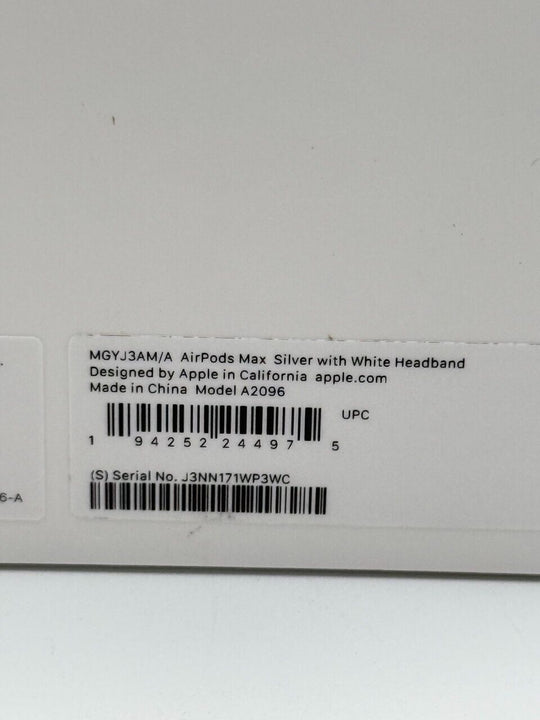 MGYJ3AM/A AirPods Max Silver with White Headband
Designed by Apple in California apple.com
Made in China Model A2096
UPC
1 94252 24497 5
(S) Serial No. J3NN171WP3WC
6-A